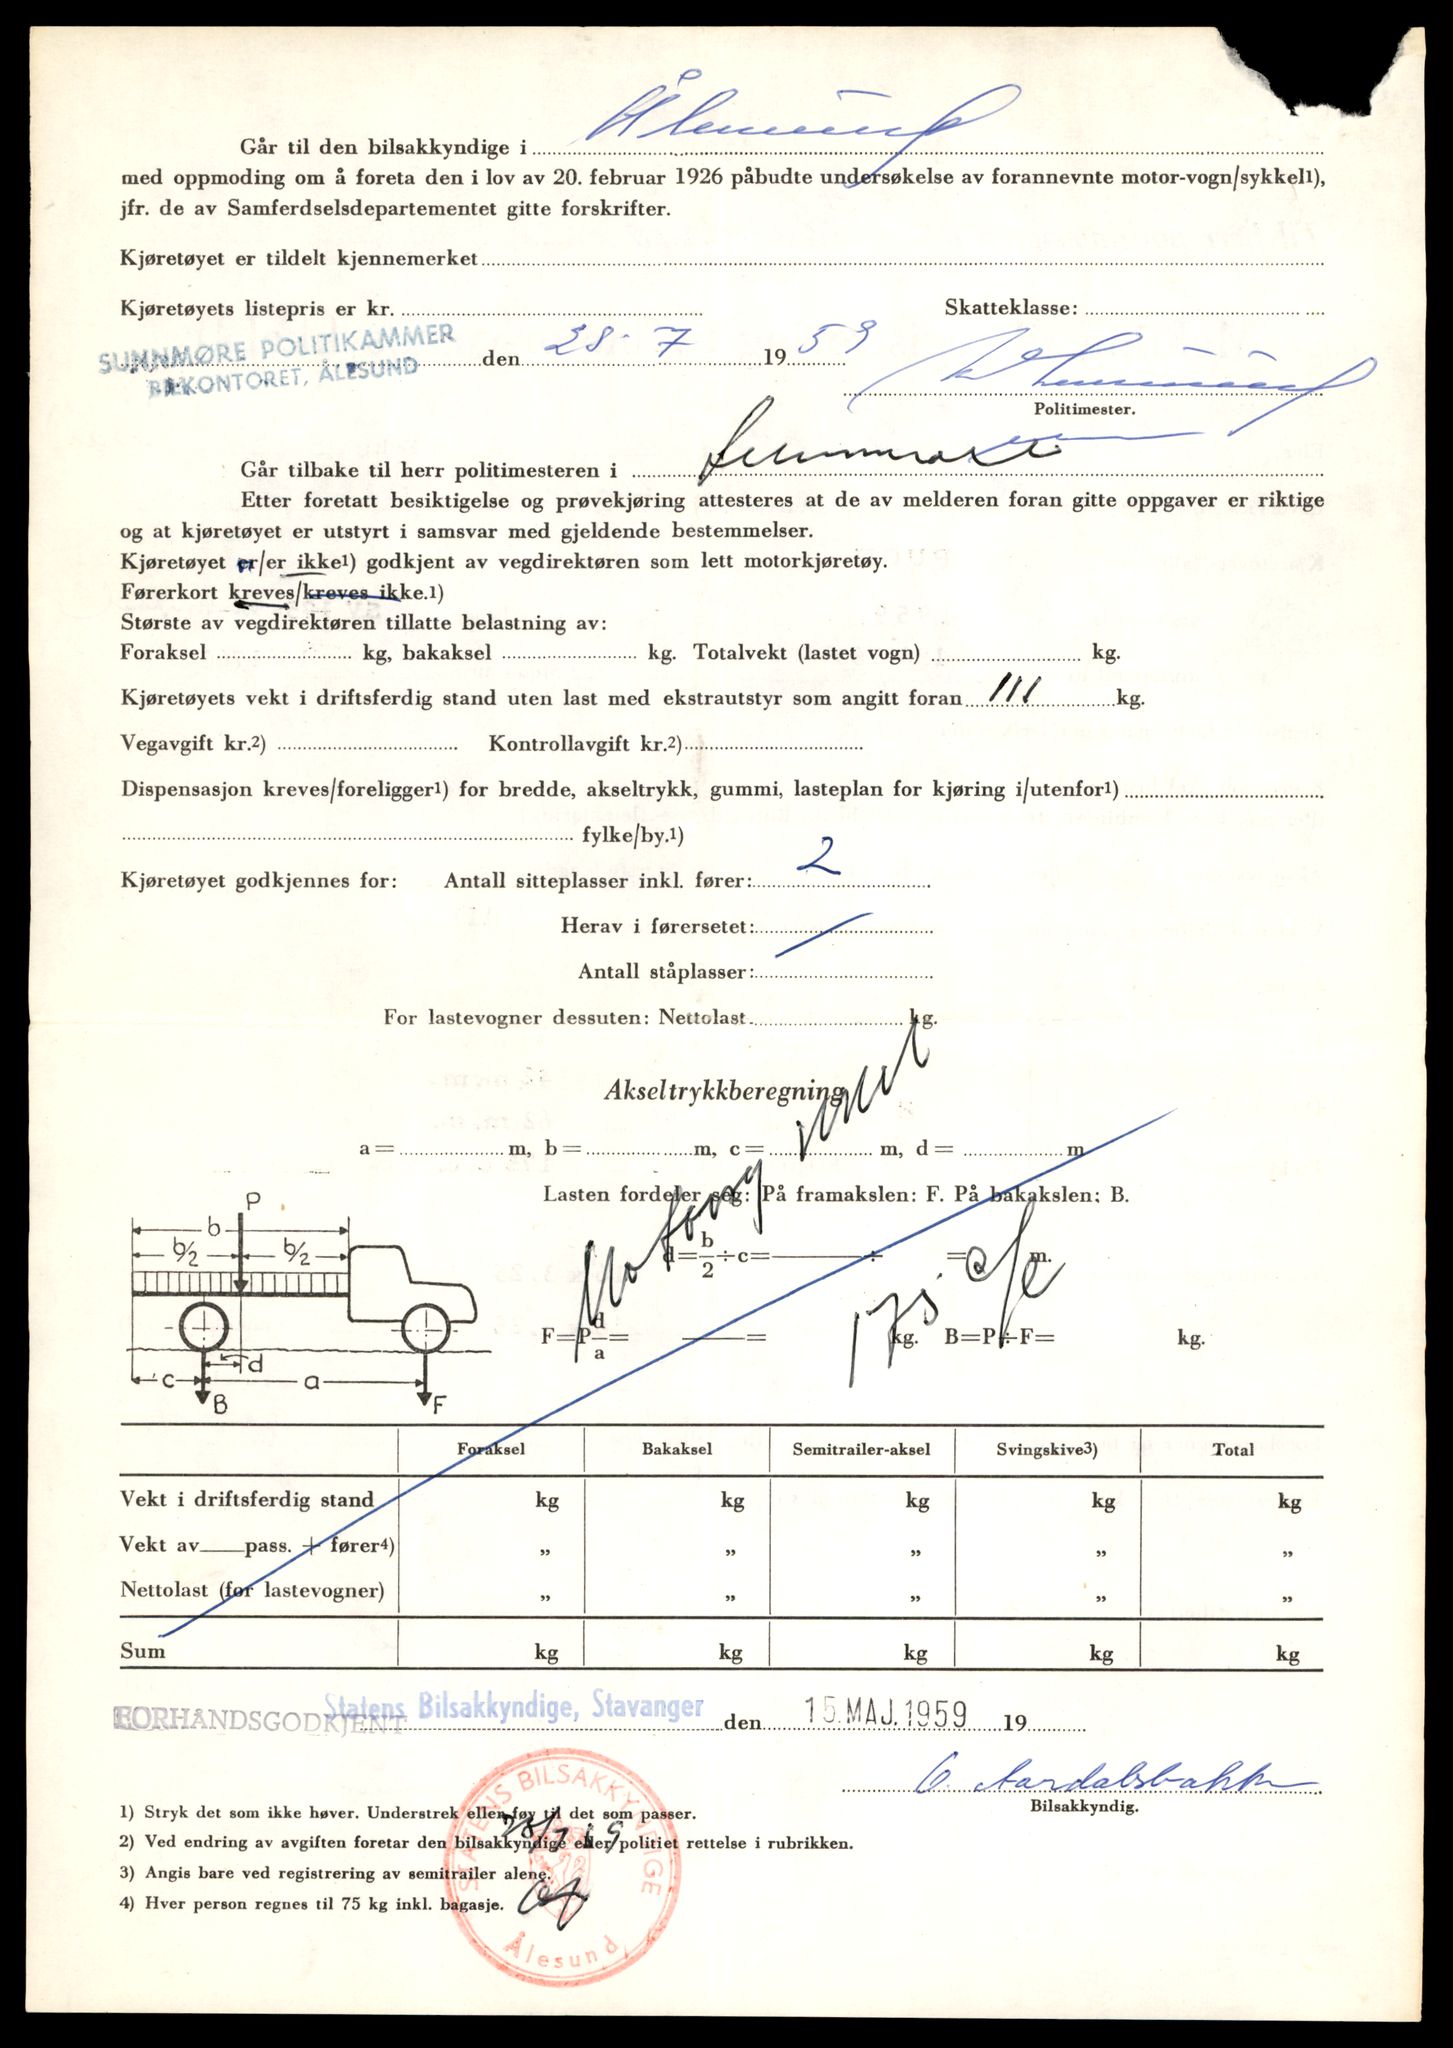 Går til den bilsakkyndige i Ålesund
med oppmoding om å foreta den i lov av 20. februar 1926 påbudte undersøkelse av forannevnte motor-vogn/sykkel1),
jfr. de av Samferdselsdepartementet gitte forskrifter.
Kjøretøyet er tildelt kjennemerket
Kjøretøyets listepris er kr. Skatteklasse:
SUNNMØRE POLITIKAMMER
BILKONTORET, ÅLESUND
den 28. 7 1959
Politimester.
Går tilbake til herr politimesteren i
Etter foretatt besiktigelse og prøvekjøring attesteres at de av melderen foran gitte oppgaver er riktige
og at kjøretøyet er utstyrt i samsvar med gjeldende bestemmelser.
Kjøretøyet er/er ikke1) godkjent av vegdirektøren som lett motorkjøretøy.
Førerkort kreves/kreves ikke.1)
Største av vegdirektøren tillatte belastning av:
Foraksel kg, bakaksel kg. Totalvekt (lastet vogn) kg.
Kjøretøyets vekt i driftsferdig stand uten last med ekstrautstyr som angitt foran 111 kg.
Vegavgift kr.2) Kontrollavgift kr.2)
Dispensasjon kreves/foreligger1) for bredde, akseltrykk, gummi, lasteplan for kjøring i/utenfor1)
fylke/by.1)
Kjøretøyet godkjennes for: Antall sitteplasser inkl. fører: 2
Herav i førersetet:
Antall ståplasser:
For lastevogner dessuten: Nettolast kg.
Akseltrykkberegning
a= m, b= m, c= m, d= m
Lasten fordeler seg: På framakslen: F. På bakakslen: B.
d=b/2÷c= ÷ = m.
F=P d/a= = kg. B=P÷F= kg.
P
b
b/2 b/2
d
c a
B F
175
Foraksel Bakaksel Semitrailer-aksel Svingskive3) Total
Vekt i driftsferdig stand kg kg kg kg kg
Vekt av pass. + fører4) „ „ „ „ „
Nettolast (for lastevogner) „ „ „ „ „
Sum kg kg kg kg kg
FORHÅNDSGODKJENT Statens Bilsakkyndige, Stavanger den 15. MAJ. 1959 19
Bilsakkyndig.
1) Stryk det som ikke høver. Understrek eller føy til det som passer.
2) Ved endring av avgiften foretar den bilsakkyndige eller politiet rettelse i rubrikken.
3) Angis bare ved registrering av semitrailer alene.
4) Hver person regnes til 75 kg inkl. bagasje.
STATENS BILSAKKYNDIGE
Ålesund
28/7 59